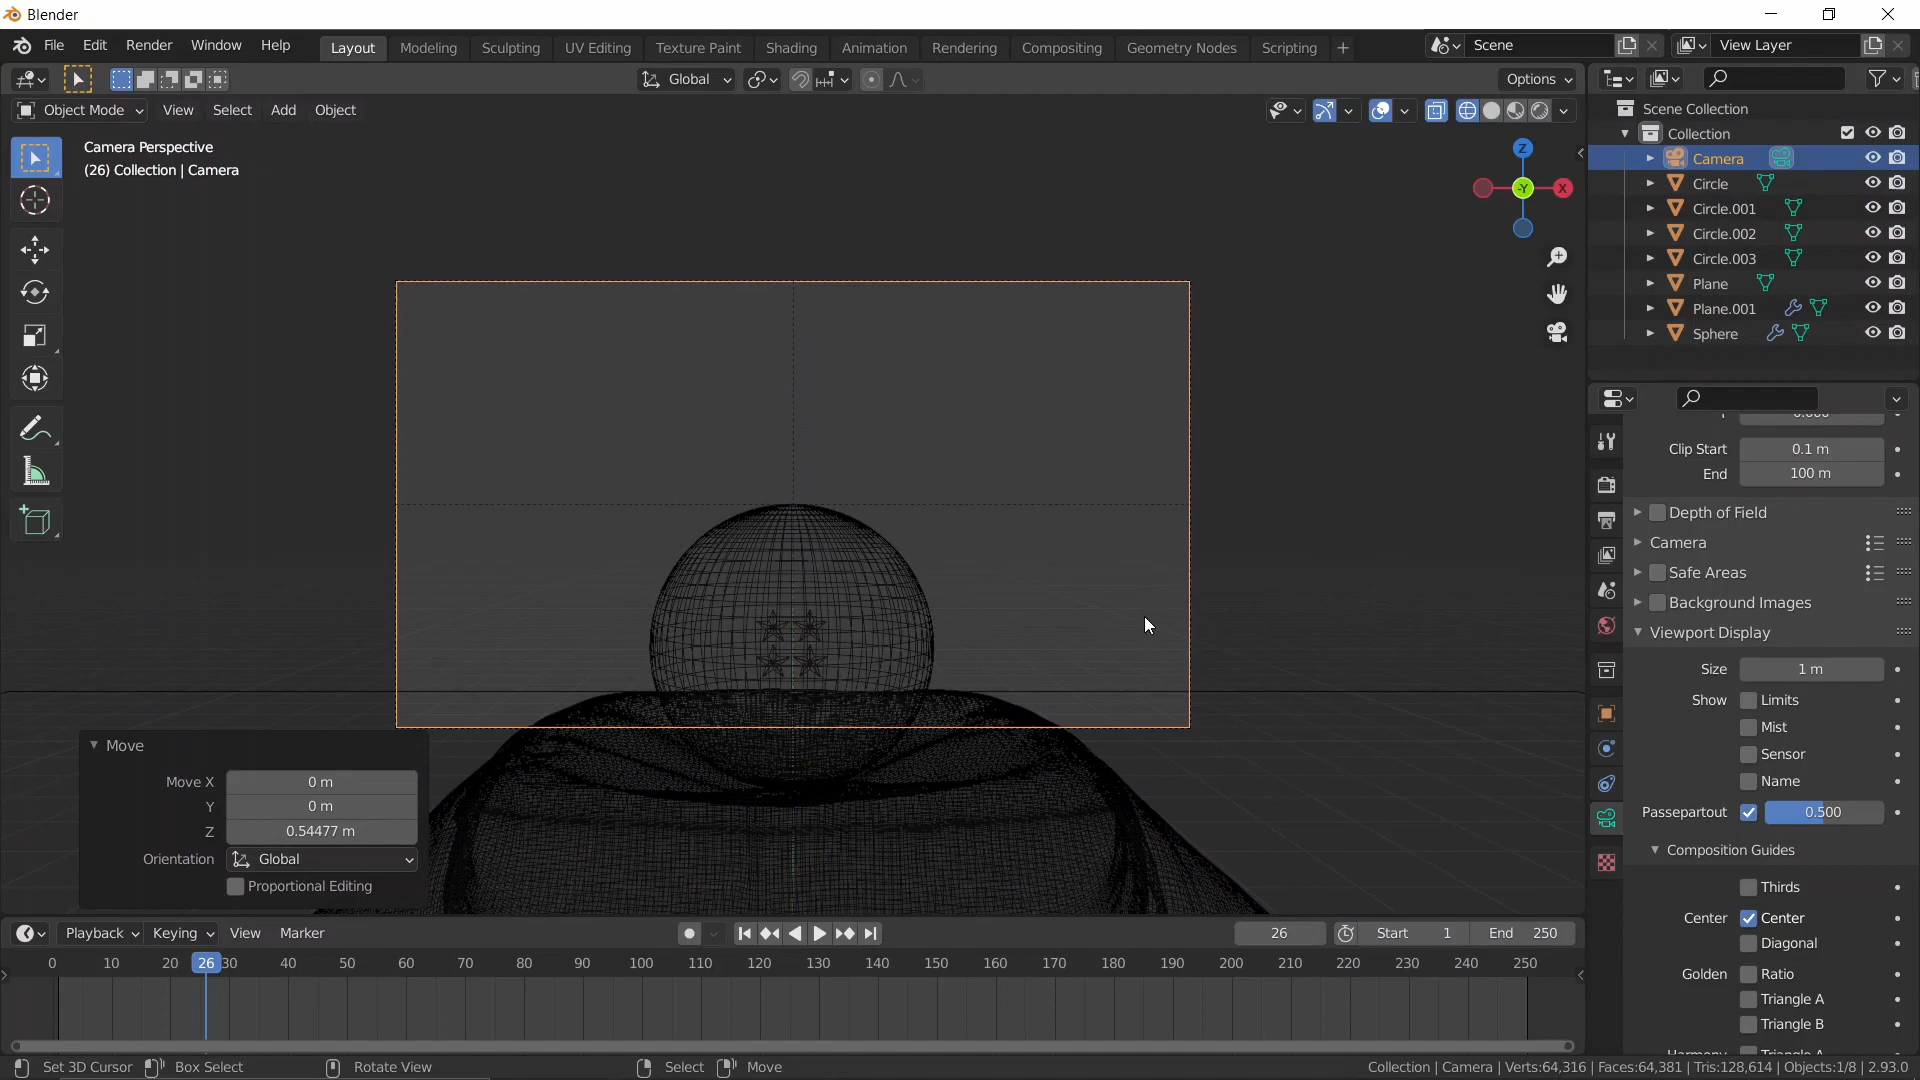 Blender
File Edit Render Window Help Layout Modeling Sculpting UV Editing Texture Paint Shading Animation Rendering Compositing Geometry Nodes Scripting + Scene View Layer
Global Options
Object Mode View Select Add Object
Camera Perspective
(26) Collection | Camera
Z
-Y X
Scene Collection
Collection
Camera
Circle
Circle.001
Circle.002
Circle.003
Plane
Plane.001
Sphere
Clip Start 0.1 m
End 100 m
Depth of Field
Camera
Safe Areas
Background Images
Viewport Display
Size 1 m
Show Limits
Mist
Sensor
Name
Passepartout 0.500
Composition Guides
Thirds
Center Center
Diagonal
Golden Ratio
Triangle A
Triangle B
Move
Move X 0 m
Y 0 m
Z 0.54477 m
Orientation Global
Proportional Editing
Playback Keying View Marker 26 Start 1 End 250
0 10 20 26 30 40 50 60 70 80 90 100 110 120 130 140 150 160 170 180 190 200 210 220 230 240 250
Set 3D Cursor Box Select Rotate View Select Move Collection | Camera | Verts:64,316 | Faces:64,381 | Tris:128,614 | Objects:1/8 | 2.93.0